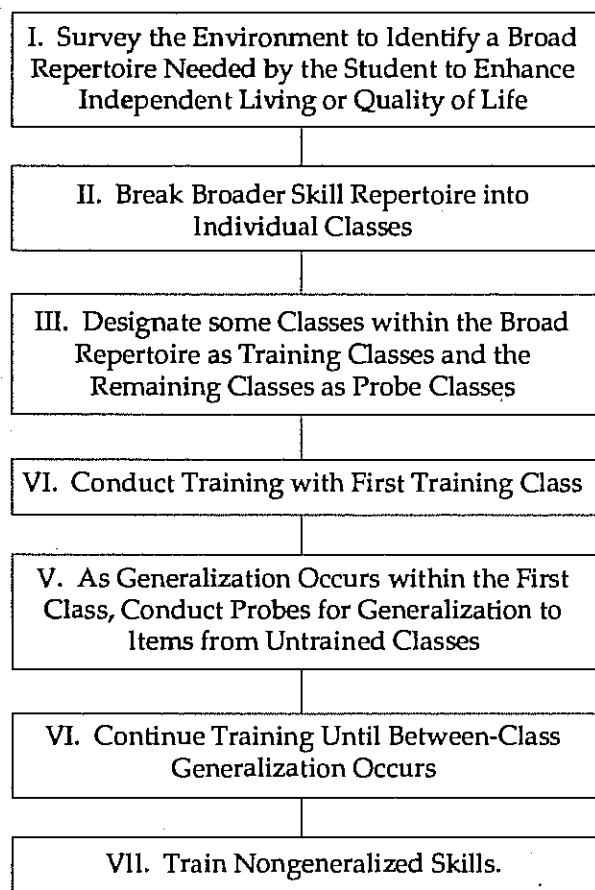 I. Survey the Environment to Identify a Broad
Repertoire Needed by the Student to Enhance
Independent Living or Quality of Life
II. Break Broader Skill Repertoire into
Individual Classes
III. Designate some Classes within the Broad
Repertoire as Training Classes and the
Remaining Classes as Probe Classes
VI. Conduct Training with First Training Class
V. As Generalization Occurs within the First
Class, Conduct Probes for Generalization to
Items from Untrained Classes
VI. Continue Training Until Between-Class
Generalization Occurs
VII. Train Nongeneralized Skills.